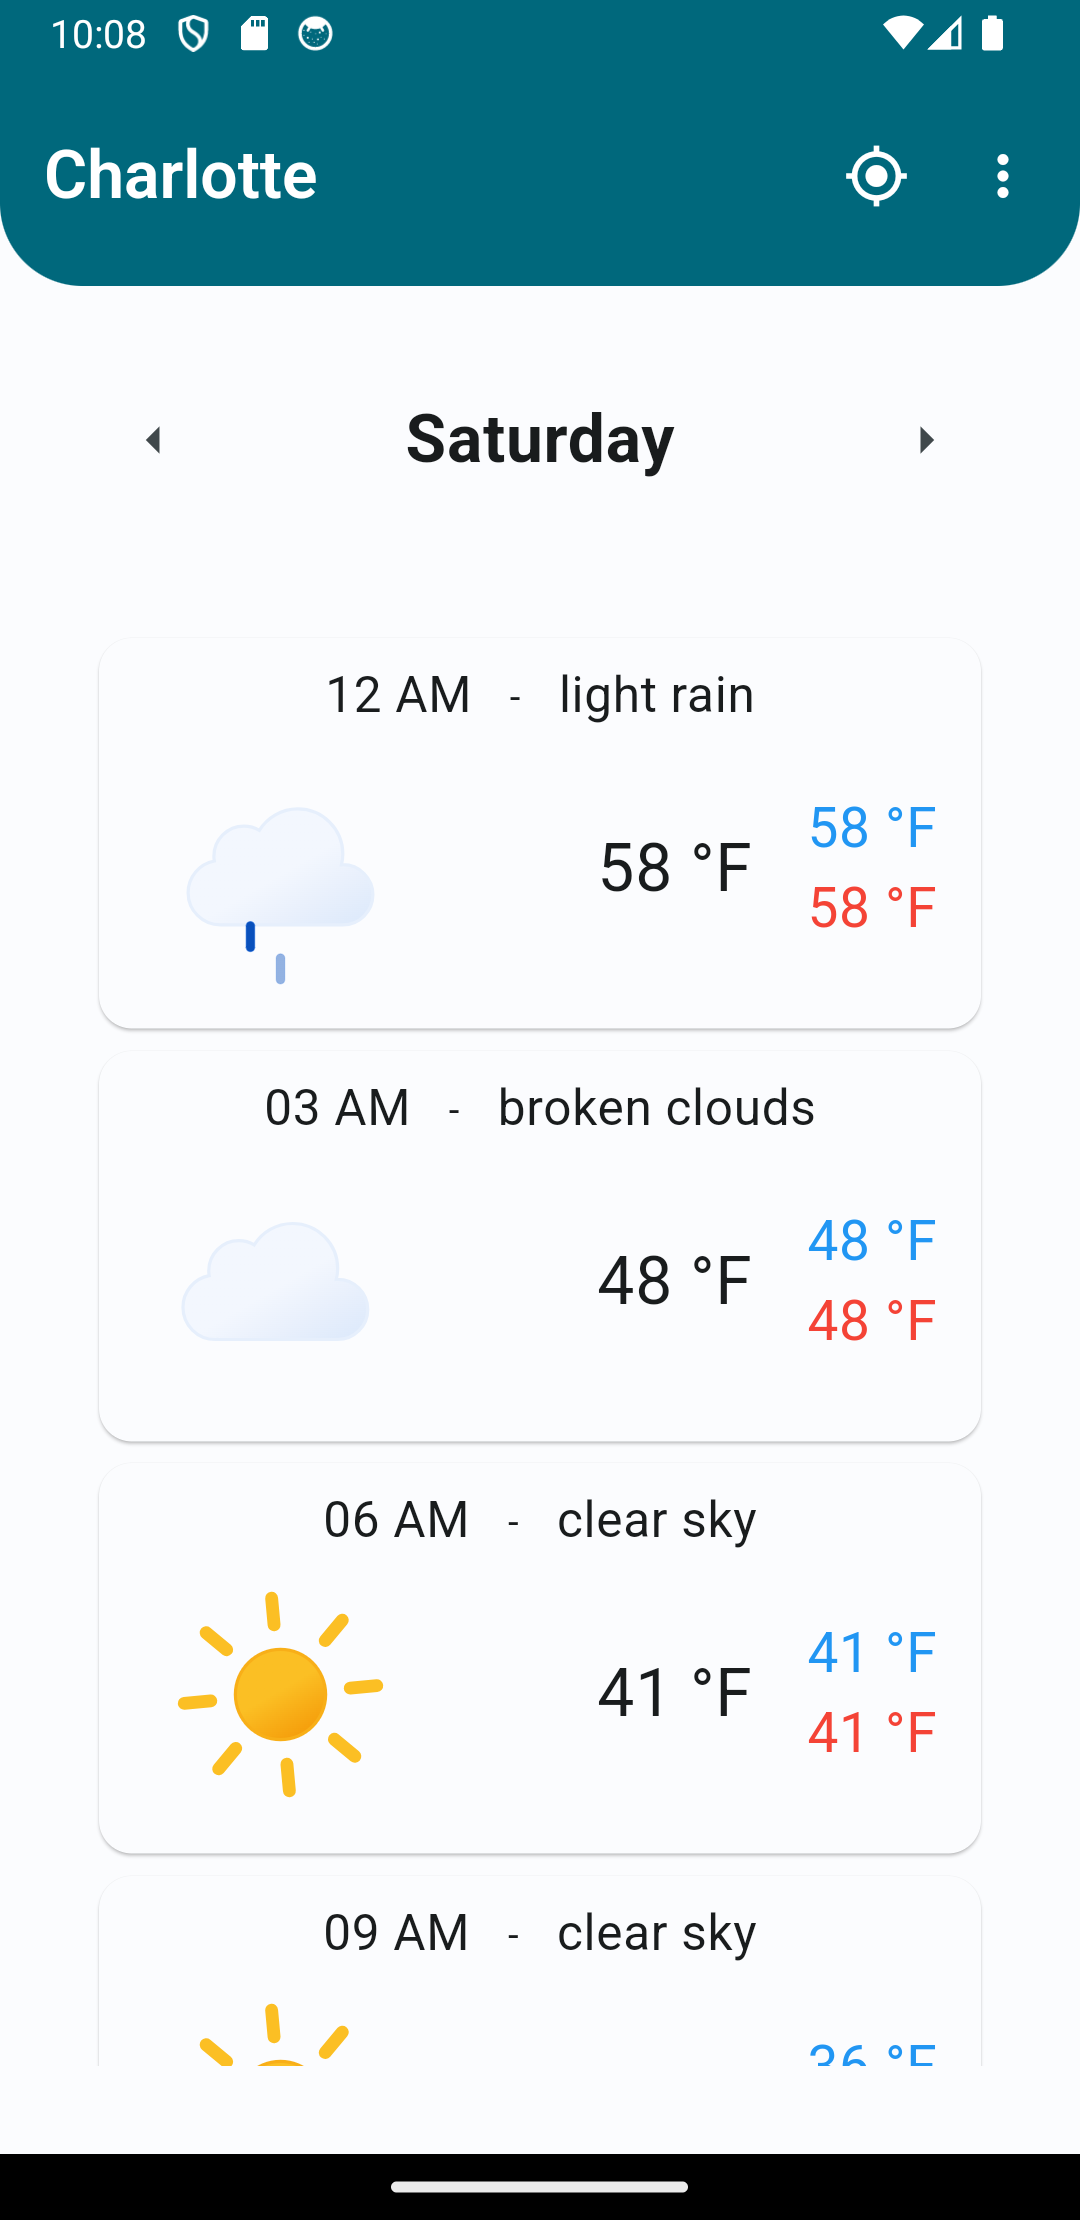 10:08
Charlotte
Saturday
12 AM - light rain
58 °F
58 °F
58 °F
03 AM - broken clouds
48 °F
48 °F
48 °F
06 AM - clear sky
41 °F
41 °F
41 °F
09 AM - clear sky
36 °F